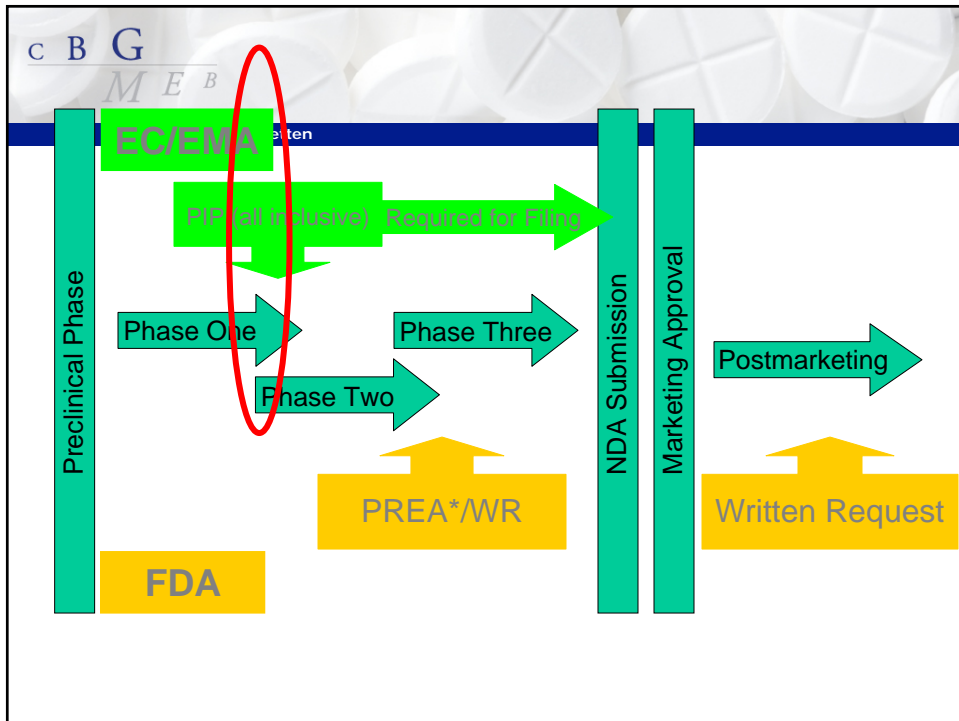 C B G
M E B
etten
EC/EMA
PIP (all inclusive) Required for Filing
Preclinical Phase
Phase One
Phase Two
Phase Three
NDA Submission
Marketing Approval
Postmarketing
PREA*/WR
Written Request
FDA